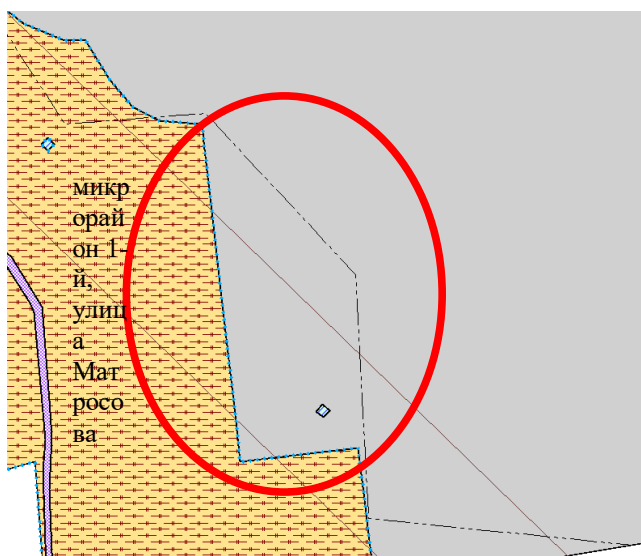 микр
орай
он 1-
й,
улиц
а
Мат
росо
ва